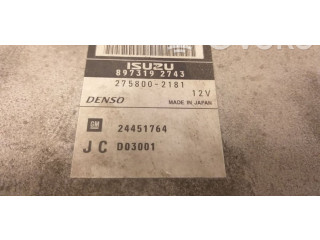 ISUZU
897319 2743
275800-2181
12V
DENSO MADE IN JAPAN
GM 24451764
JC D03001